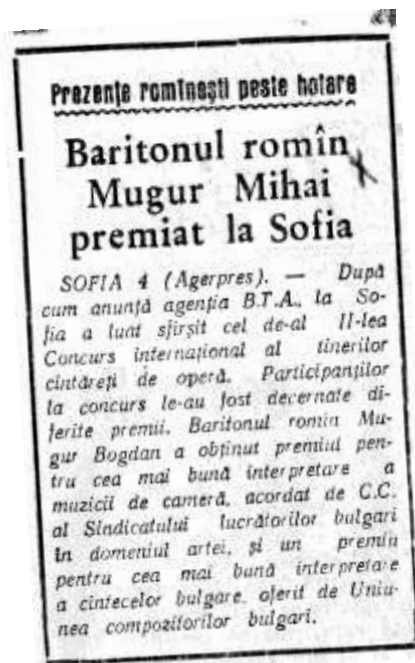 Prezențe romînești peste hotare
Baritonul romîn
Mugur Mihai
premiat la Sofia
SOFIA 4 (Agerpres). — După
cum anunță agenția B.T.A., la So-
fia a luat sfîrșit cel de-al II-lea
Concurs internațional al tinerilor
cîntăreți de operă. Participanților
la concurs le-au fost decernate di-
ferite premii. Baritonul romîn Mu-
gur Bogdan a obținut premiul pen-
tru cea mai bună interpretare a
muzicii de cameră, acordat de C.C.
al Sindicatului lucrătorilor bulgari
în domeniul artei, și un premiu
pentru cea mai bună interpretare
a cîntecelor bulgare, oferit de Uniu-
nea compozitorilor bulgari.